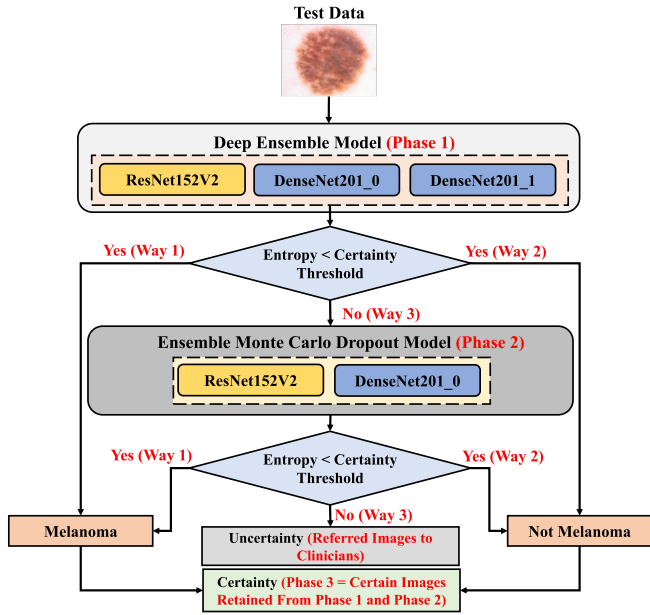 Test Data
Deep Ensemble Model (Phase 1)
ResNet152V2
DenseNet201_0
DenseNet201_1
Yes (Way 1)
Entropy < Certainty
Threshold
Yes (Way 2)
No (Way 3)
Ensemble Monte Carlo Dropout Model (Phase 2)
ResNet152V2
DenseNet201_0
Yes (Way 1)
Entropy < Certainty
Threshold
Yes (Way 2)
No (Way 3)
Melanoma
Not Melanoma
Uncertainty (Referred Images to
Clinicians)
Certainty (Phase 3 = Certain Images
Retained From Phase 1 and Phase 2)